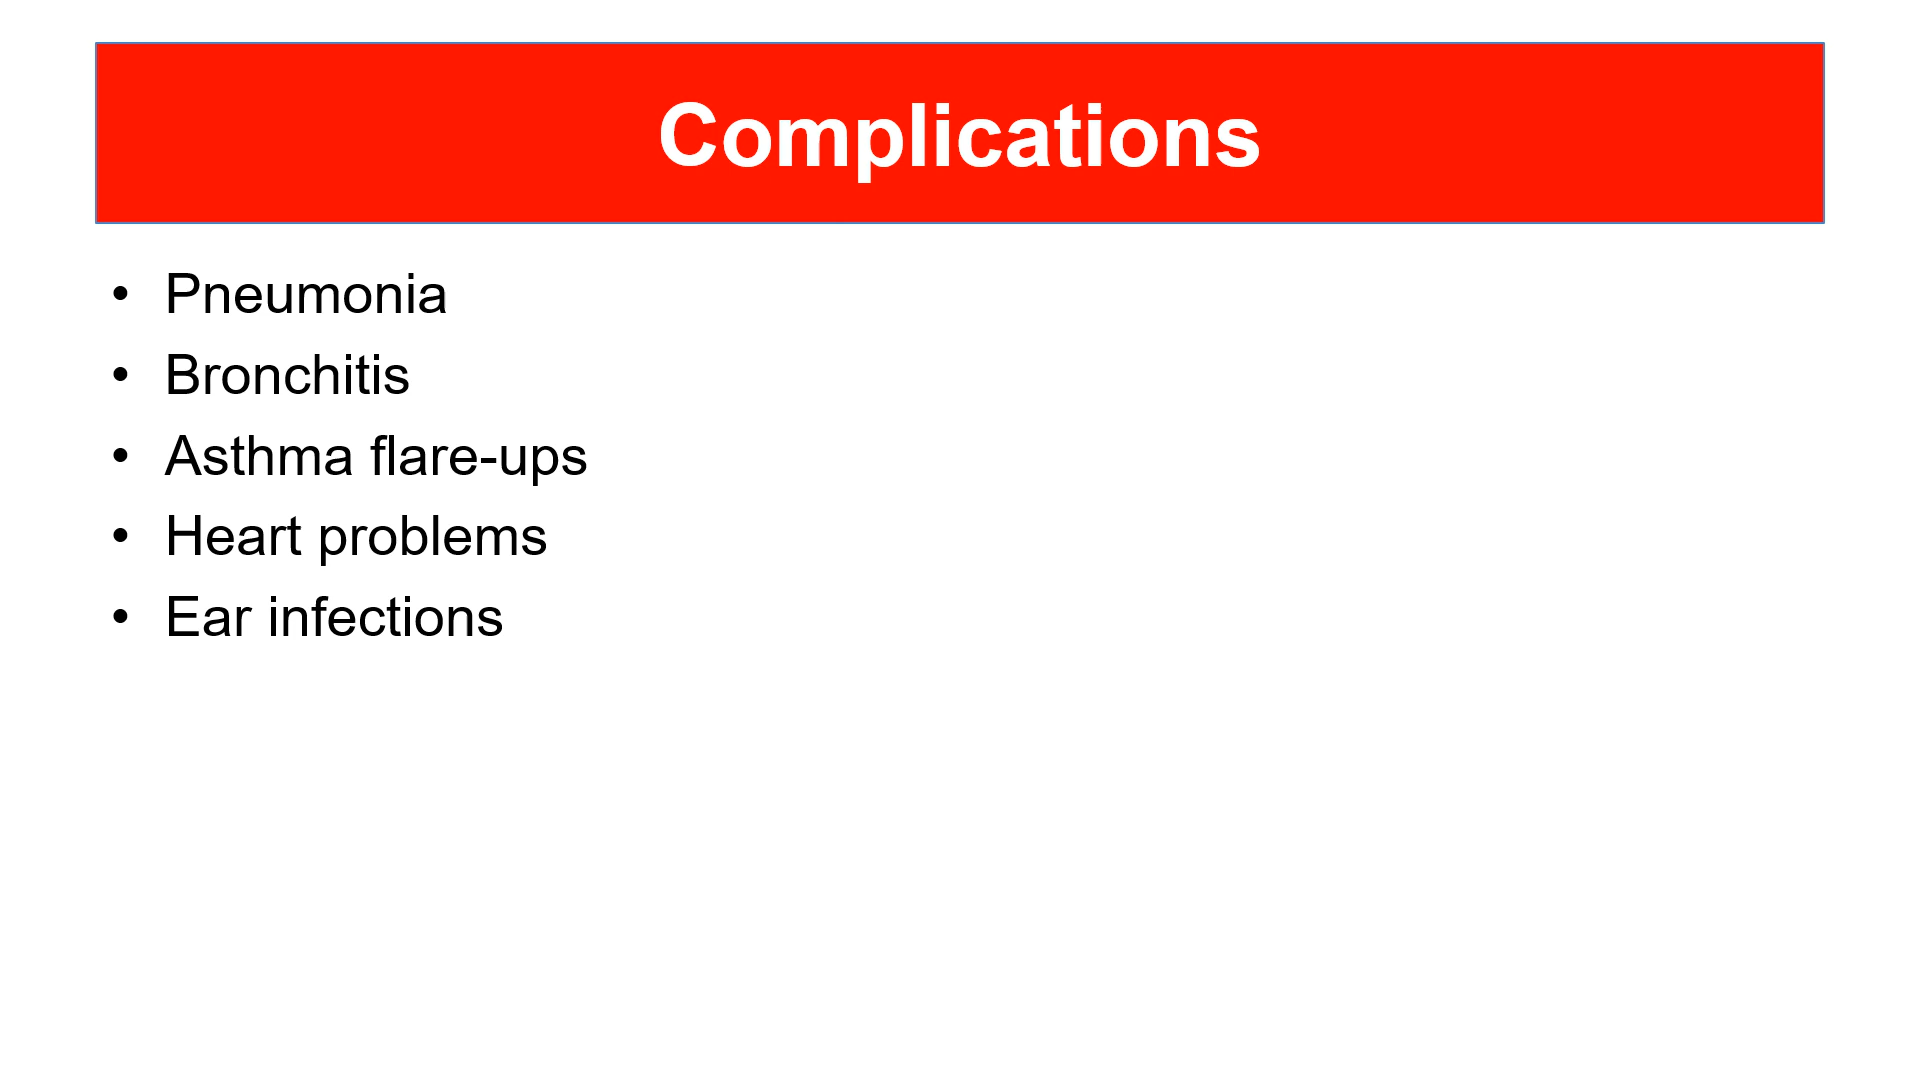 Complications
• Pneumonia
• Bronchitis
• Asthma flare-ups
• Heart problems
• Ear infections